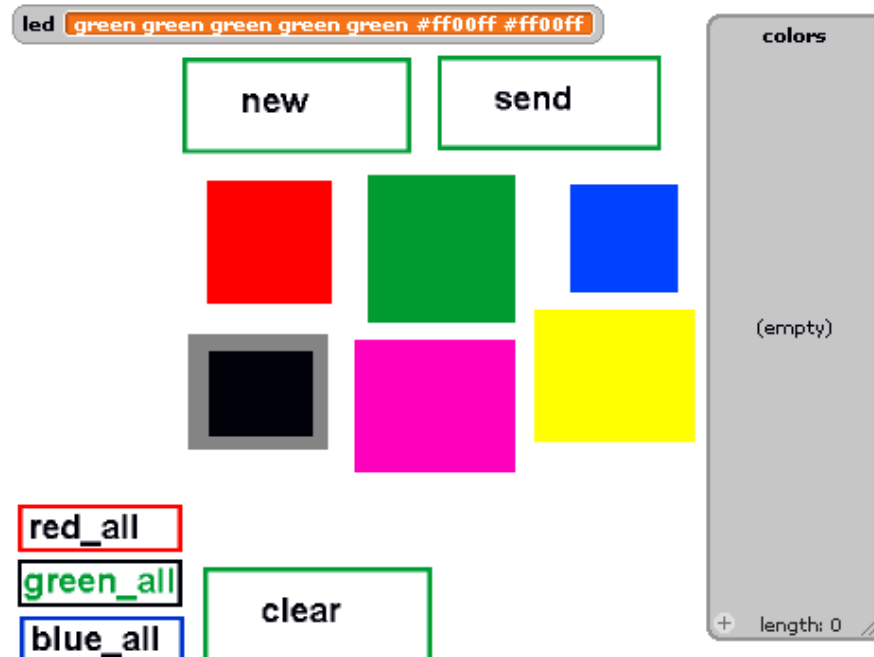 led green green green green green #ff00ff #ff00ff
colors
new
send
(empty)
red_all
green_all
blue_all
clear
+ length: 0